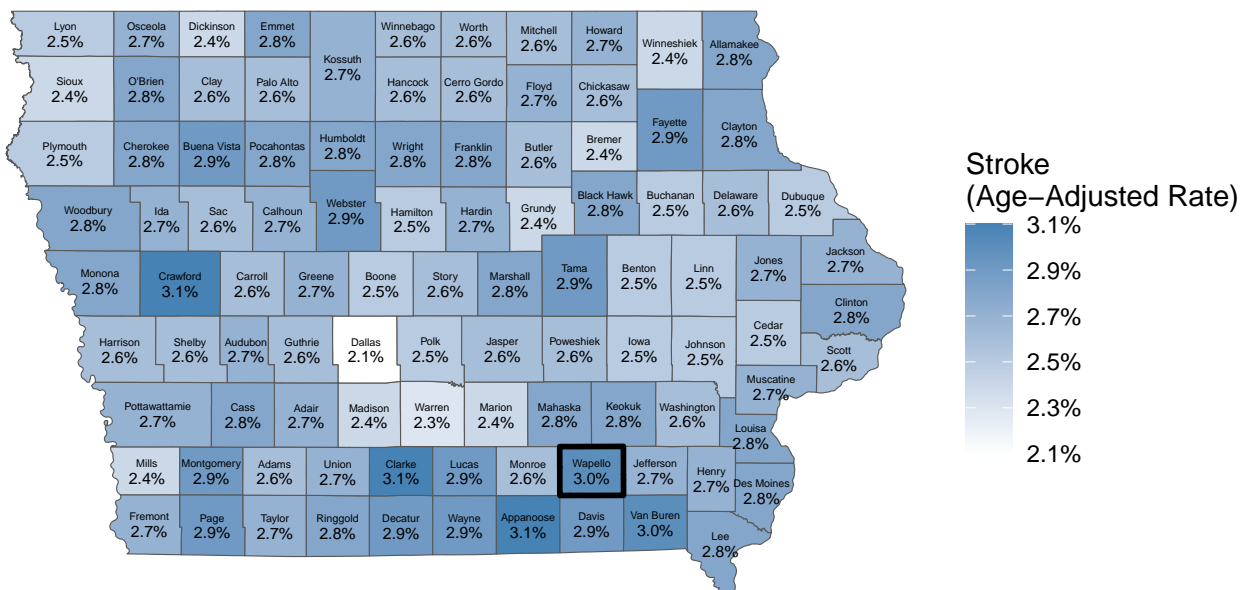 Lyon
2.5%
Osceola
2.7%
Dickinson
2.4%
Emmet
2.8%
Kossuth
2.7%
Winnebago
2.6%
Worth
2.6%
Mitchell
2.6%
Howard
2.7%
Winneshiek
2.4%
Allamakee
2.8%
Sioux
2.4%
O'Brien
2.8%
Clay
2.6%
Palo Alto
2.6%
Hancock
2.6%
Cerro Gordo
2.6%
Floyd
2.7%
Chickasaw
2.6%
Fayette
2.9%
Clayton
2.8%
Plymouth
2.5%
Cherokee
2.8%
Buena Vista
2.9%
Pocahontas
2.8%
Humboldt
2.8%
Wright
2.8%
Franklin
2.8%
Butler
2.6%
Bremer
2.4%
Woodbury
2.8%
Ida
2.7%
Sac
2.6%
Calhoun
2.7%
Webster
2.9%
Hamilton
2.5%
Hardin
2.7%
Grundy
2.4%
Black Hawk
2.8%
Buchanan
2.5%
Delaware
2.6%
Dubuque
2.5%
Monona
2.8%
Crawford
3.1%
Carroll
2.6%
Greene
2.7%
Boone
2.5%
Story
2.6%
Marshall
2.8%
Tama
2.9%
Benton
2.5%
Linn
2.5%
Jones
2.7%
Jackson
2.7%
Clinton
2.8%
Harrison
2.6%
Shelby
2.6%
Audubon
2.7%
Guthrie
2.6%
Dallas
2.1%
Polk
2.5%
Jasper
2.6%
Poweshiek
2.6%
Iowa
2.5%
Johnson
2.5%
Cedar
2.5%
Scott
2.6%
Muscatine
2.7%
Pottawattamie
2.7%
Cass
2.8%
Adair
2.7%
Madison
2.4%
Warren
2.3%
Marion
2.4%
Mahaska
2.8%
Keokuk
2.8%
Washington
2.6%
Louisa
2.8%
Mills
2.4%
Montgomery
2.9%
Adams
2.6%
Union
2.7%
Clarke
3.1%
Lucas
2.9%
Monroe
2.6%
Wapello
3.0%
Jefferson
2.7%
Henry
2.7%
Des Moines
2.8%
Fremont
2.7%
Page
2.9%
Taylor
2.7%
Ringgold
2.8%
Decatur
2.9%
Wayne
2.9%
Appanoose
3.1%
Davis
2.9%
Van Buren
3.0%
Lee
2.8%
Stroke
(Age−Adjusted Rate)
3.1%
2.9%
2.7%
2.5%
2.3%
2.1%